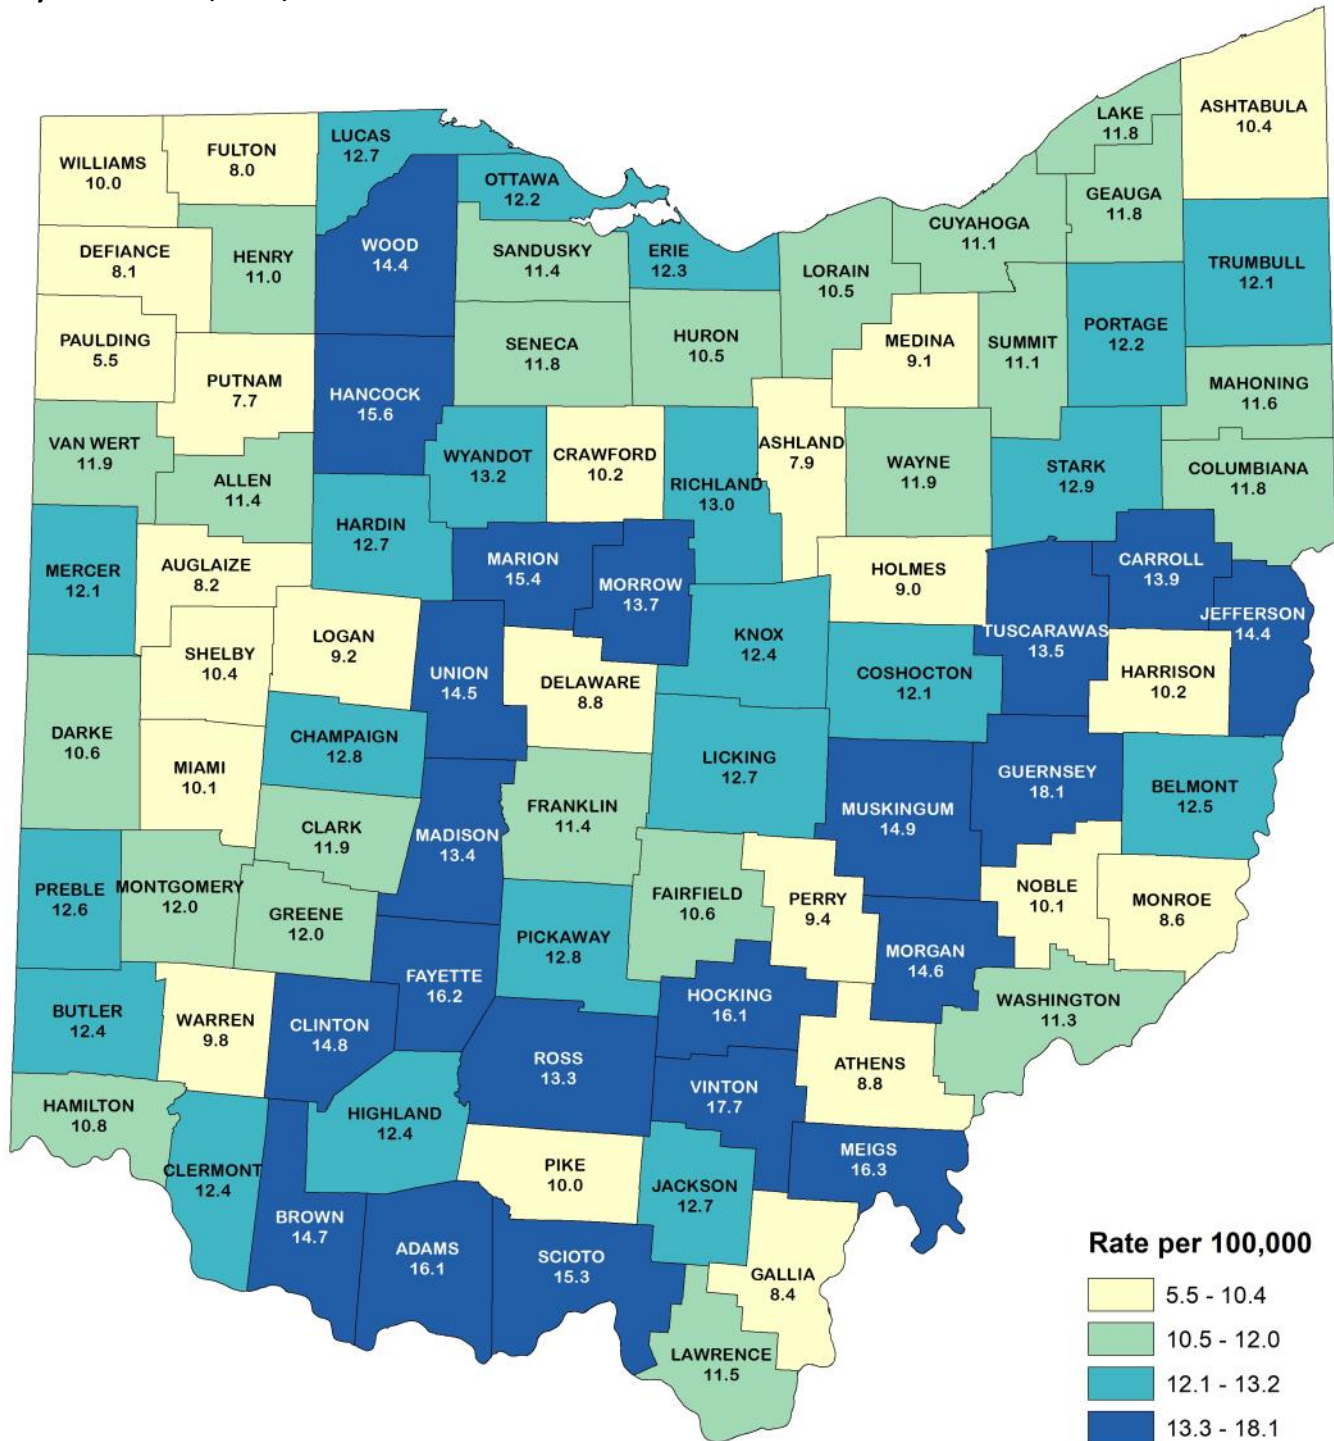 LAKE
11.8
ASHTABULA
10.4
LUCAS
12.7
WILLIAMS
10.0
FULTON
8.0
OTTAWA
12.2
GEAUGA
11.8
CUYAHOGA
11.1
DEFIANCE
8.1
HENRY
11.0
WOOD
14.4
SANDUSKY
11.4
ERIE
12.3
LORAIN
10.5
TRUMBULL
12.1
PAULDING
5.5
PUTNAM
7.7
HANCOCK
15.6
SENECA
11.8
HURON
10.5
MEDINA
9.1
SUMMIT
11.1
PORTAGE
12.2
MAHONING
11.6
VAN WERT
11.9
ALLEN
11.4
WYANDOT
13.2
CRAWFORD
10.2
RICHLAND
13.0
ASHLAND
7.9
WAYNE
11.9
STARK
12.9
COLUMBIANA
11.8
MERCER
12.1
AUGLAIZE
8.2
HARDIN
12.7
MARION
15.4
MORROW
13.7
HOLMES
9.0
CARROLL
13.9
JEFFERSON
14.4
SHELBY
10.4
LOGAN
9.2
UNION
14.5
DELAWARE
8.8
KNOX
12.4
COSHOCTON
12.1
TUSCARAWAS
13.5
HARRISON
10.2
DARKE
10.6
MIAMI
10.1
CHAMPAIGN
12.8
LICKING
12.7
MUSKINGUM
14.9
GUERNSEY
18.1
BELMONT
12.5
CLARK
11.9
MADISON
13.4
FRANKLIN
11.4
PREBLE
12.6
MONTGOMERY
12.0
GREENE
12.0
FAIRFIELD
10.6
PERRY
9.4
NOBLE
10.1
MONROE
8.6
FAYETTE
16.2
PICKAWAY
12.8
MORGAN
14.6
BUTLER
12.4
WARREN
9.8
CLINTON
14.8
HOCKING
16.1
WASHINGTON
11.3
ROSS
13.3
VINTON
17.7
ATHENS
8.8
HAMILTON
10.8
HIGHLAND
12.4
CLERMONT
12.4
PIKE
10.0
JACKSON
12.7
MEIGS
16.3
BROWN
14.7
ADAMS
16.1
SCIOTO
15.3
GALLIA
8.4
LAWRENCE
11.5
Rate per 100,000
5.5 - 10.4
10.5 - 12.0
12.1 - 13.2
13.3 - 18.1